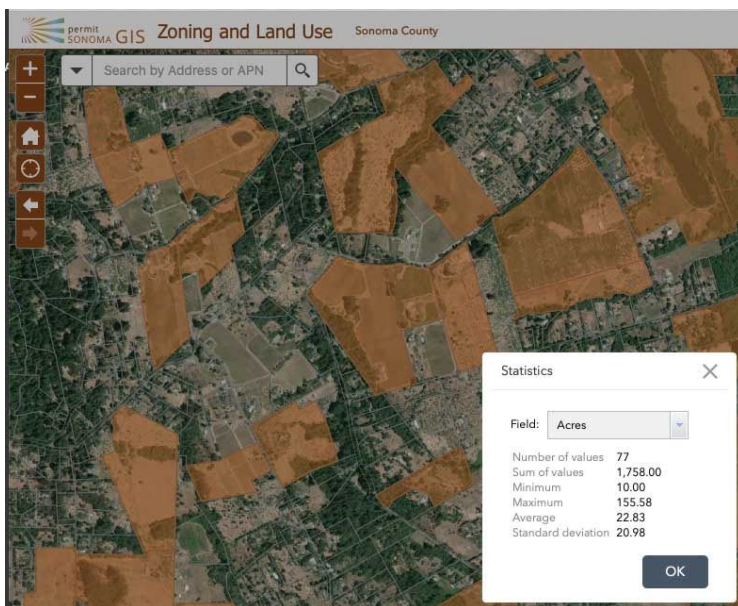 permit
SONOMA GIS Zoning and Land Use Sonoma County
+ Search by Address or APN
−
Statistics
Field: Acres
Number of values 77
Sum of values 1,758.00
Minimum 10.00
Maximum 155.58
Average 22.83
Standard deviation 20.98
OK